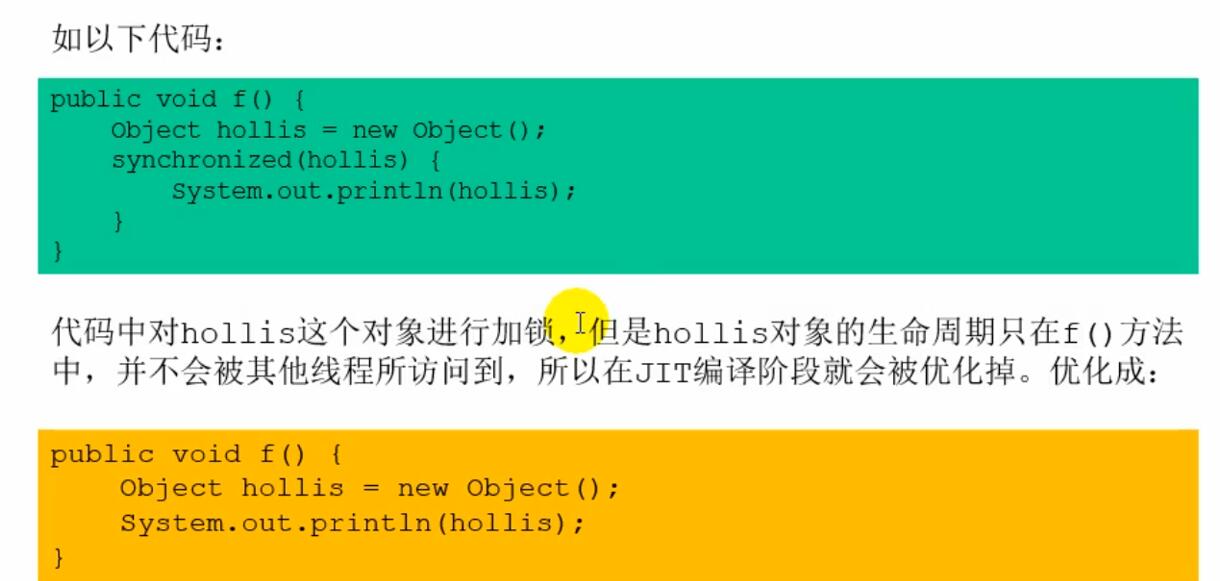 如以下代码：
public void f() {
    Object hollis = new Object();
    synchronized(hollis) {
        System.out.println(hollis);
    }
}
代码中对hollis这个对象进行加锁，但是hollis对象的生命周期只在f()方法
中，并不会被其他线程所访问到，所以在JIT编译阶段就会被优化掉。优化成：
public void f() {
    Object hollis = new Object();
    System.out.println(hollis);
}